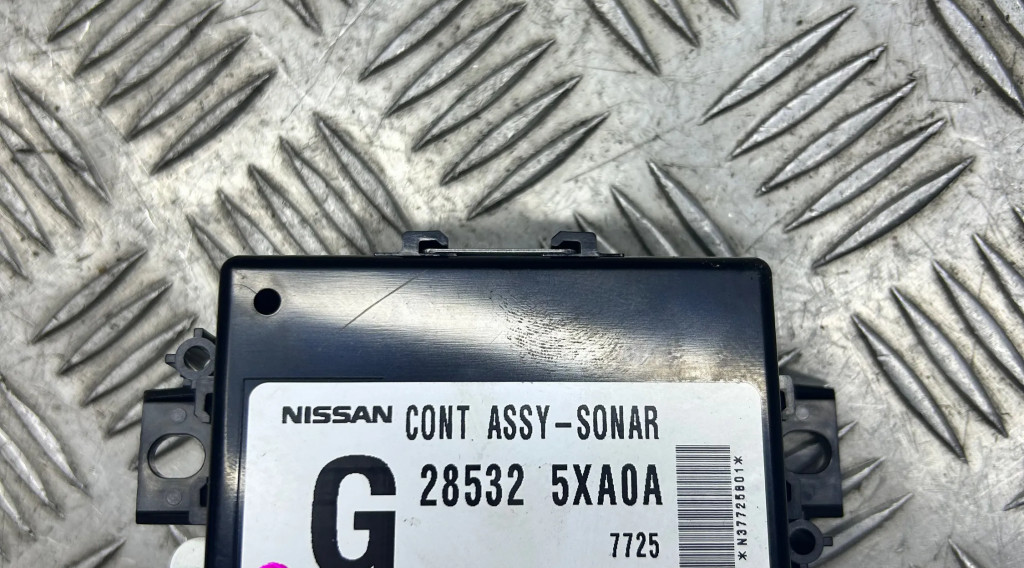 NISSAN CONT ASSY-SONAR
G 28532 5XA0A
7725
*N37725801*